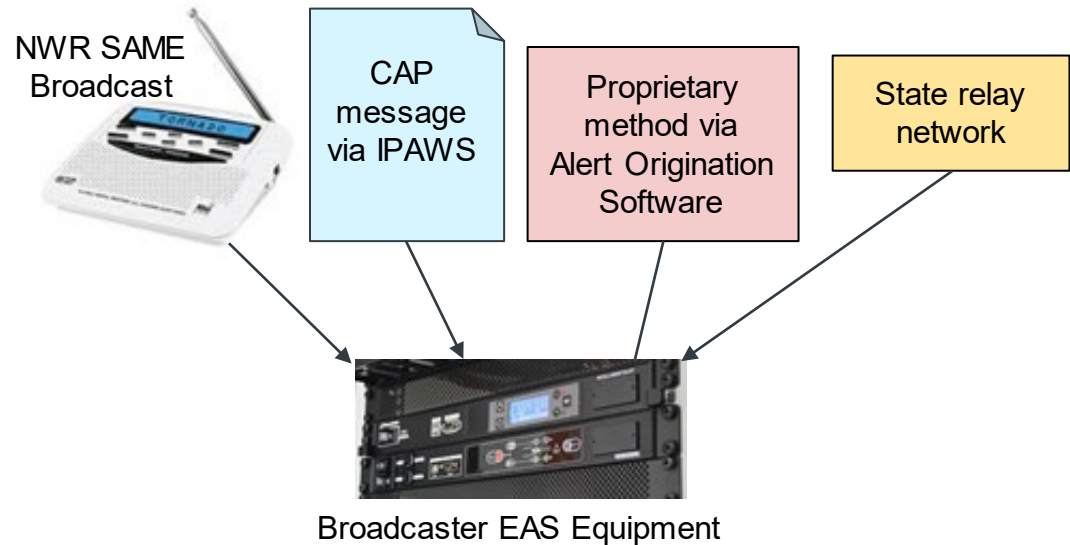 NWR SAME
Broadcast
TORNADO
CAP
message
via IPAWS
Proprietary
method via
Alert Origination
Software
State relay
network
Broadcaster EAS Equipment